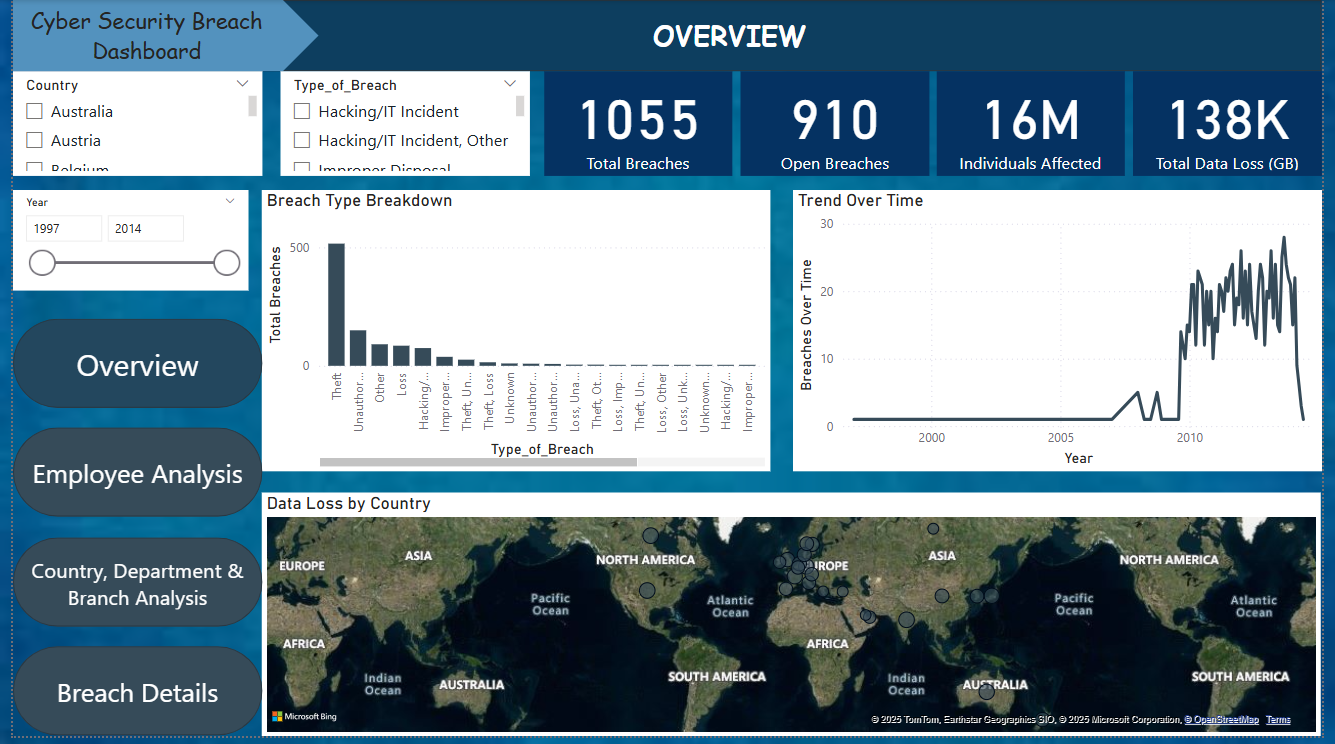 Cyber Security Breach
Dashboard
OVERVIEW
Country
Australia
Austria
Belgium
Type_of_Breach
Hacking/IT Incident
Hacking/IT Incident, Other
Improper Disposal
1055
Total Breaches
910
Open Breaches
16M
Individuals Affected
138K
Total Data Loss (GB)
Year
1997
2014
Overview
Employee Analysis
Country, Department &
Branch Analysis
Breach Details
Breach Type Breakdown
Total Breaches
500
0
Theft
Unauthor...
Other
Loss
Hacking/...
Improper...
Theft, Un...
Theft, Loss
Unknown
Unauthor...
Unauthor...
Loss, Una...
Theft, Ot...
Loss, Imp...
Theft, Un...
Loss, Other
Loss, Unk...
Unknown...
Hacking/...
Improper...
Type_of_Breach
Trend Over Time
Breaches Over Time
30
20
10
0
2000
2005
2010
Year
Data Loss by Country
EUROPE
ASIA
NORTH AMERICA
Pacific
Ocean
Atlantic
Ocean
AFRICA
Indian
Ocean
AUSTRALIA
SOUTH AMERICA
ASIA
NORTH AMERICA
Pacific
Ocean
Atlantic
Ocean
AFRICA
Indian
Ocean
AUSTRALIA
SOUTH AMERICA
Microsoft Bing
© 2025 TomTom, Earthstar Geographics SIO, © 2025 Microsoft Corporation, © OpenStreetMap Terms